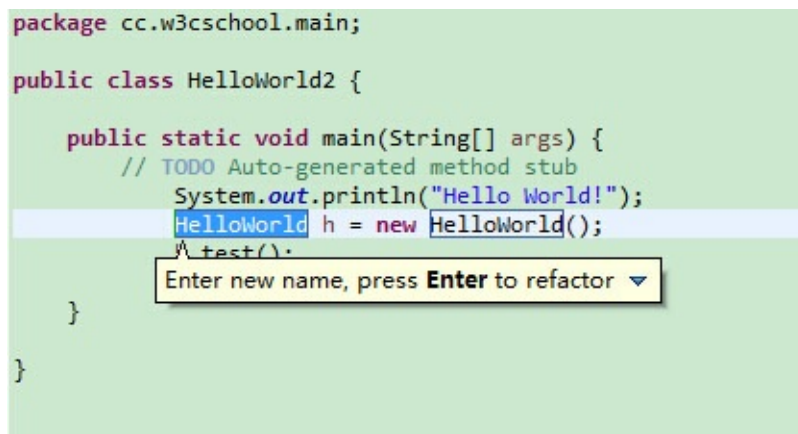 package cc.w3cschool.main;
public class HelloWorld2 {
public static void main(String[] args) {
// TODO Auto-generated method stub
System.out.println("Hello World!");
HelloWorld h = new HelloWorld();
h.test();
Enter new name, press Enter to refactor
}
}